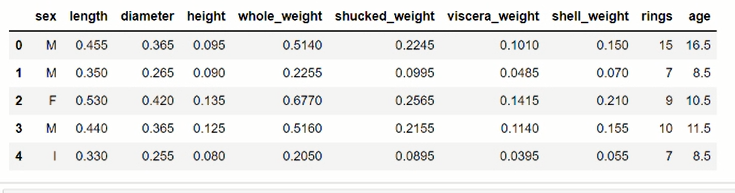 sex length diameter height whole_weight shucked_weight viscera_weight shell_weight rings age
0 M 0.455 0.365 0.095 0.5140 0.2245 0.1010 0.150 15 16.5
1 M 0.350 0.265 0.090 0.2255 0.0995 0.0485 0.070 7 8.5
2 F 0.530 0.420 0.135 0.6770 0.2565 0.1415 0.210 9 10.5
3 M 0.440 0.365 0.125 0.5160 0.2155 0.1140 0.155 10 11.5
4 I 0.330 0.255 0.080 0.2050 0.0895 0.0395 0.055 7 8.5